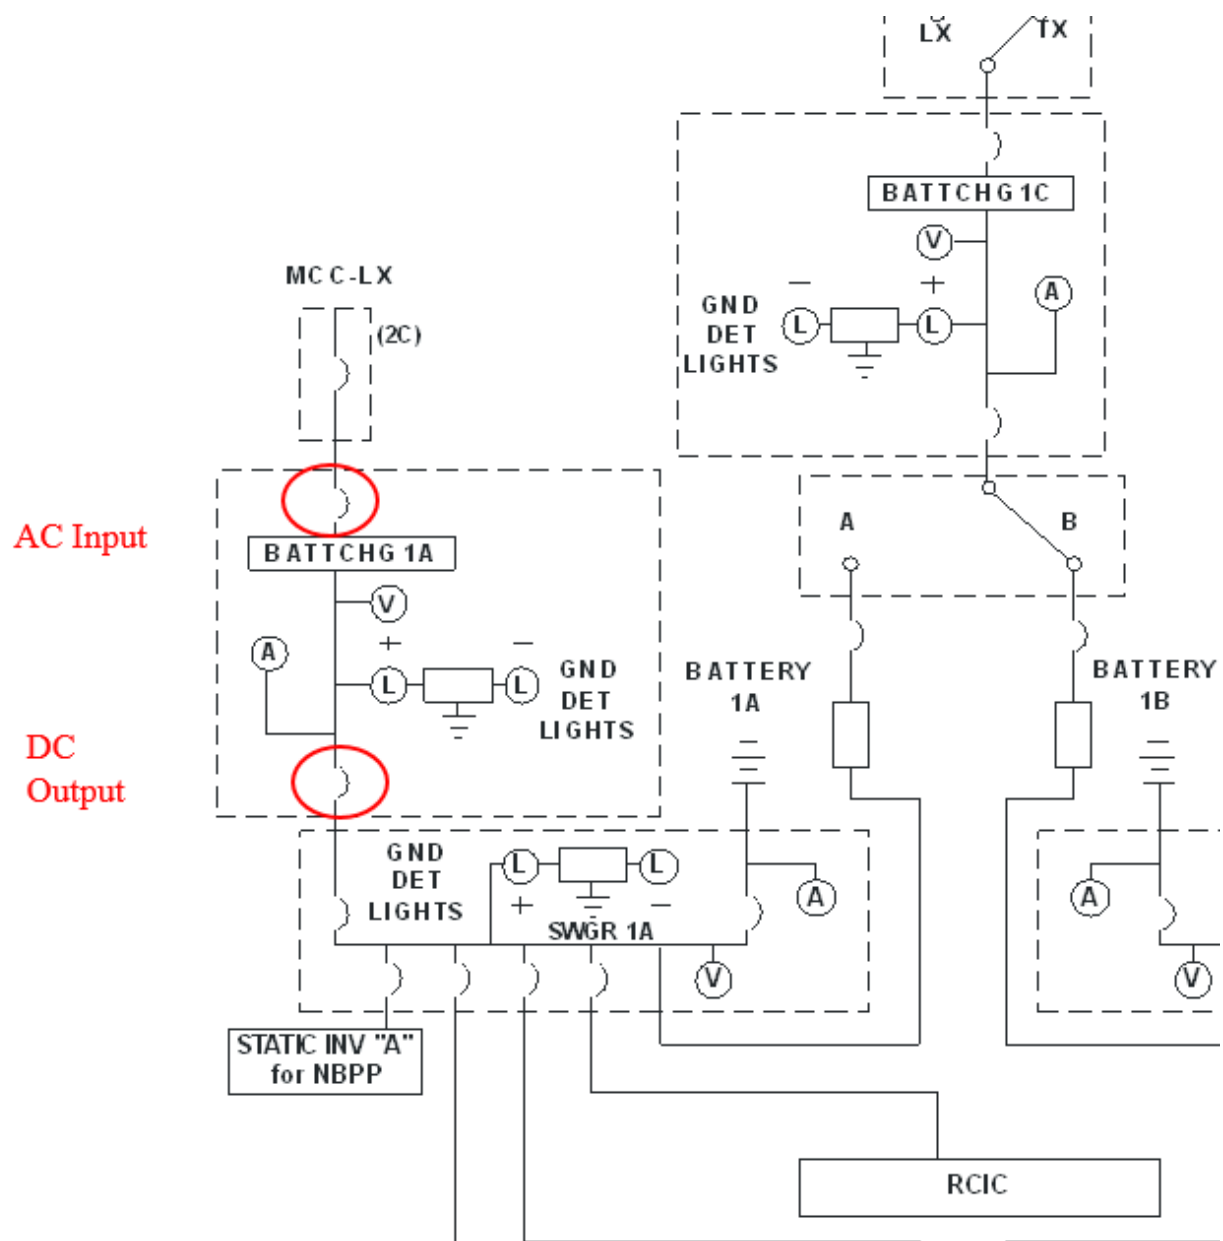 LX
TX
BATTCHG 1C
V
A
−
+
GND
DET
LIGHTS
L
L
MCC-LX
(2C)
AC Input
BATTCHG 1A
V
A
+
−
L
L
GND
DET
LIGHTS
DC
Output
A
B
BATTERY
1A
BATTERY
1B
GND
DET
LIGHTS
L
L
+
−
A
A
SWGR 1A
V
V
STATIC INV "A"
for NBPP
RCIC